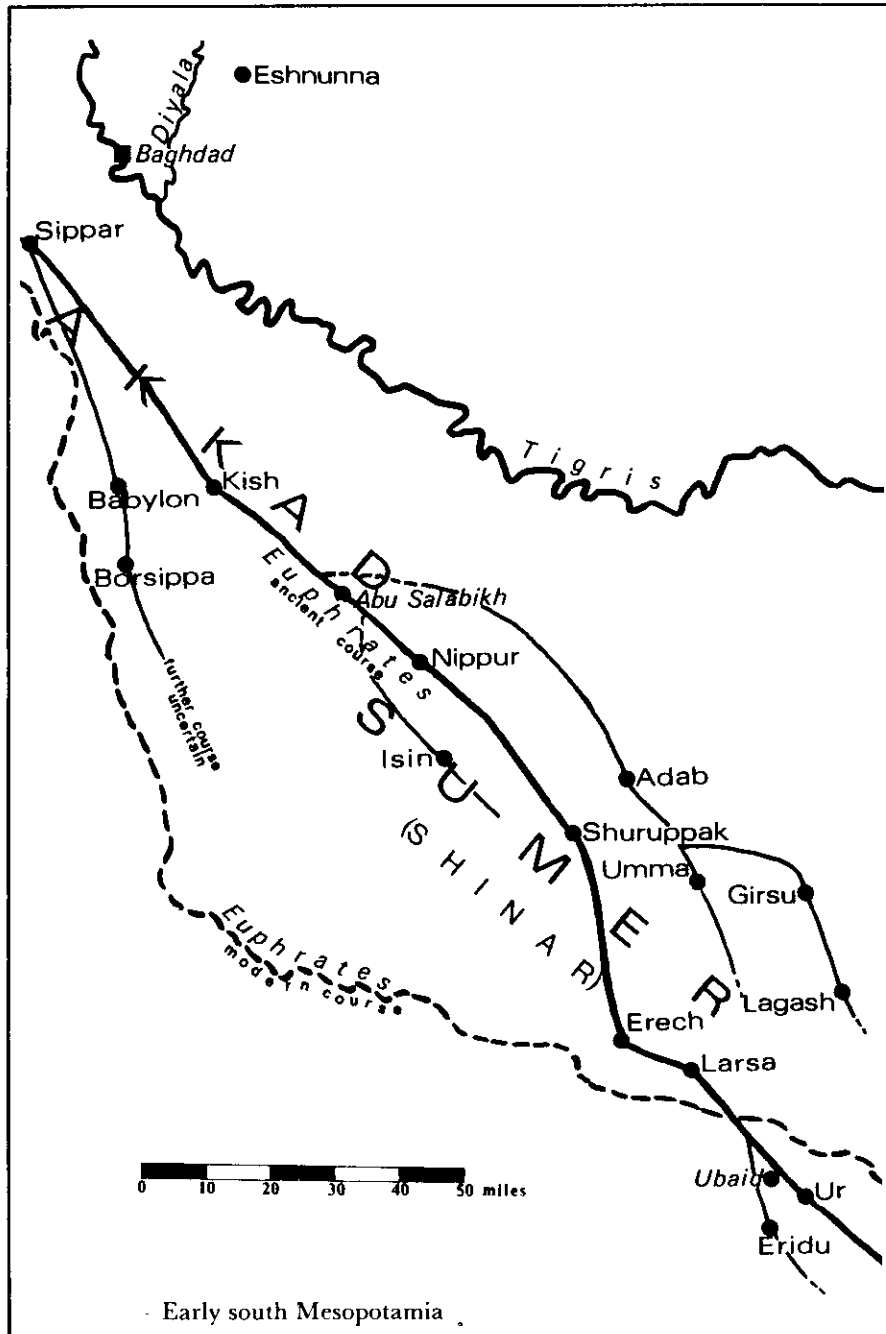 Eshnunna
Diyala
Baghdad
Sippar
Tigris
AKKAD
Babylon
Kish
Borsippa
Euphrates
ancient course
Abu Salabikh
Nippur
further course
uncertain
SUMER
Isin
Adab
(SHINAR)
Shuruppak
Umma
Girsu
Euphrates
modern course
Lagash
Erech
Larsa
Ubaid
Ur
Eridu
0 10 20 30 40 50 miles
Early south Mesopotamia